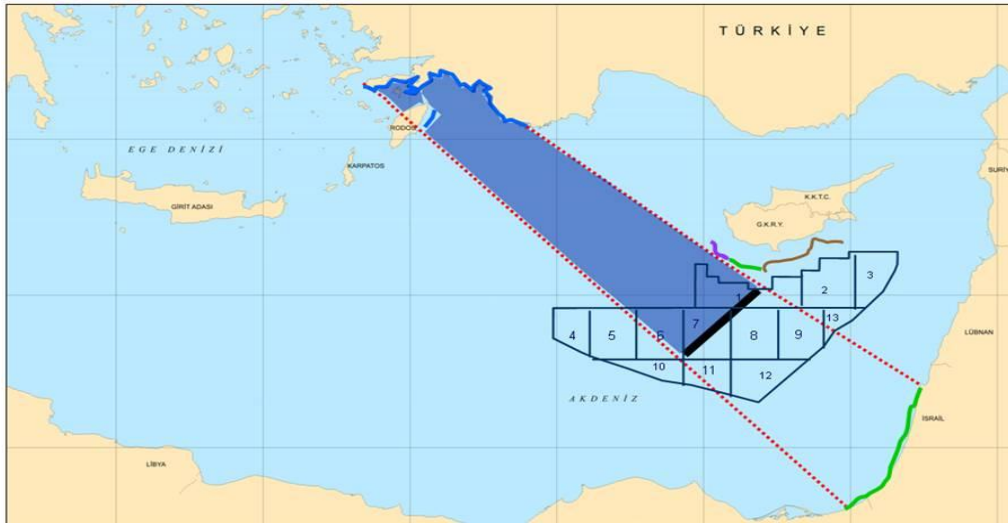 TÜRKİYE
RODOS
EGE DENİZİ
KARPATOS
SURİY
GİRİT ADASI
K.K.T.C.
G.K.R.Y.
3
1
2
13
4
5
6
7
8
9
LÜBNAN
10
11
12
AKDENİZ
İSRAİL
LİBYA